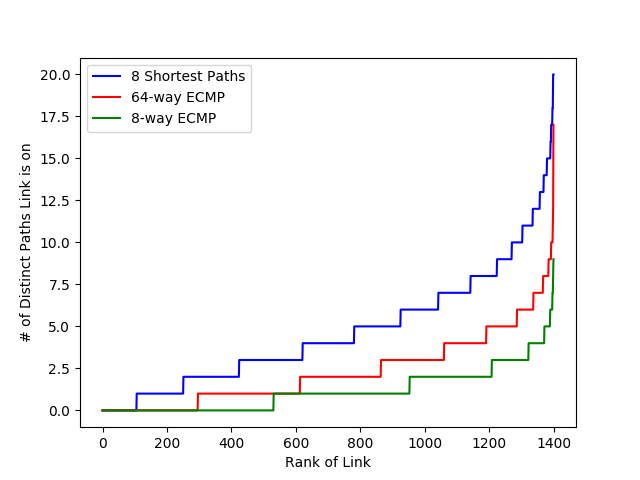 8 Shortest Paths
64-way ECMP
8-way ECMP
20.0
17.5
15.0
12.5
10.0
7.5
5.0
2.5
0.0
# of Distinct Paths Link is on
0 200 400 600 800 1000 1200 1400
Rank of Link